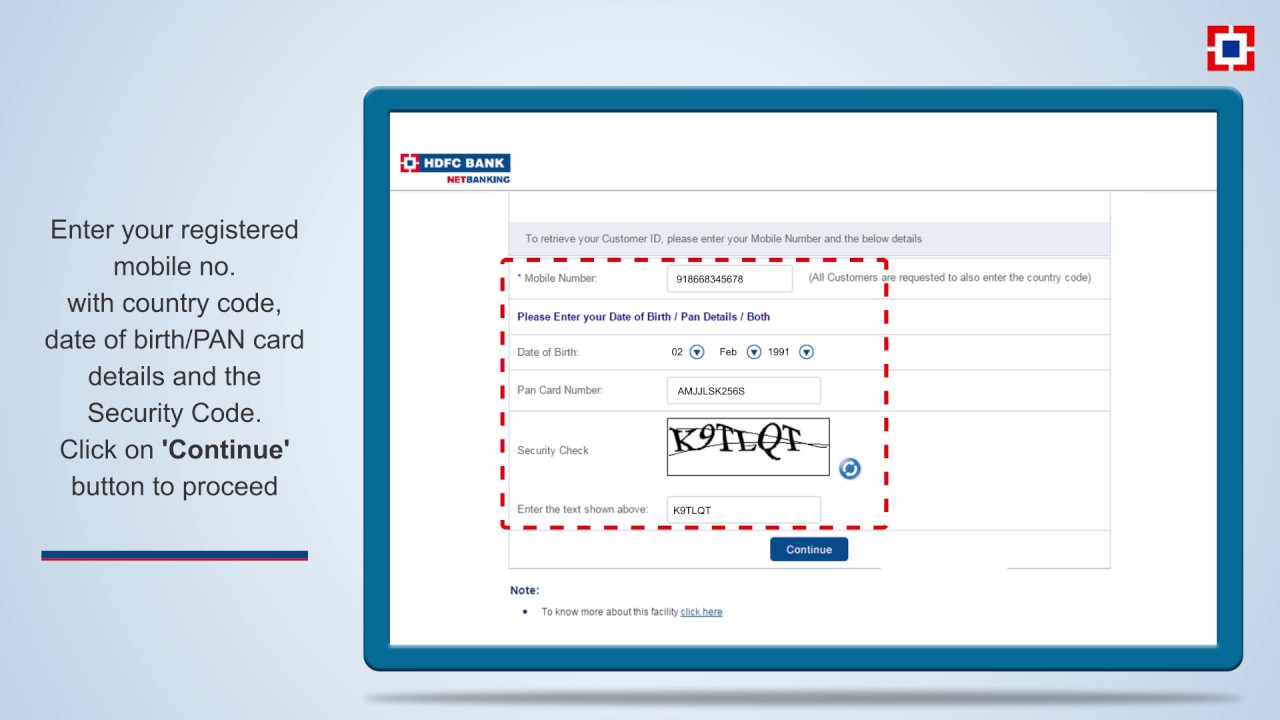 Enter your registered
mobile no.
with country code,
date of birth/PAN card
details and the
Security Code.
Click on 'Continue'
button to proceed
HDFC BANK
NETBANKING
To retrieve your Customer ID, please enter your Mobile Number and the below details
* Mobile Number: 918668345678 (All Customers are requested to also enter the country code)
Please Enter your Date of Birth / Pan Details / Both
Date of Birth: 02 Feb 1991
Pan Card Number: AMJJLSK256S
Security Check K9TLQT
Enter the text shown above: K9TLQT
Continue
Note:
• To know more about this facility click here